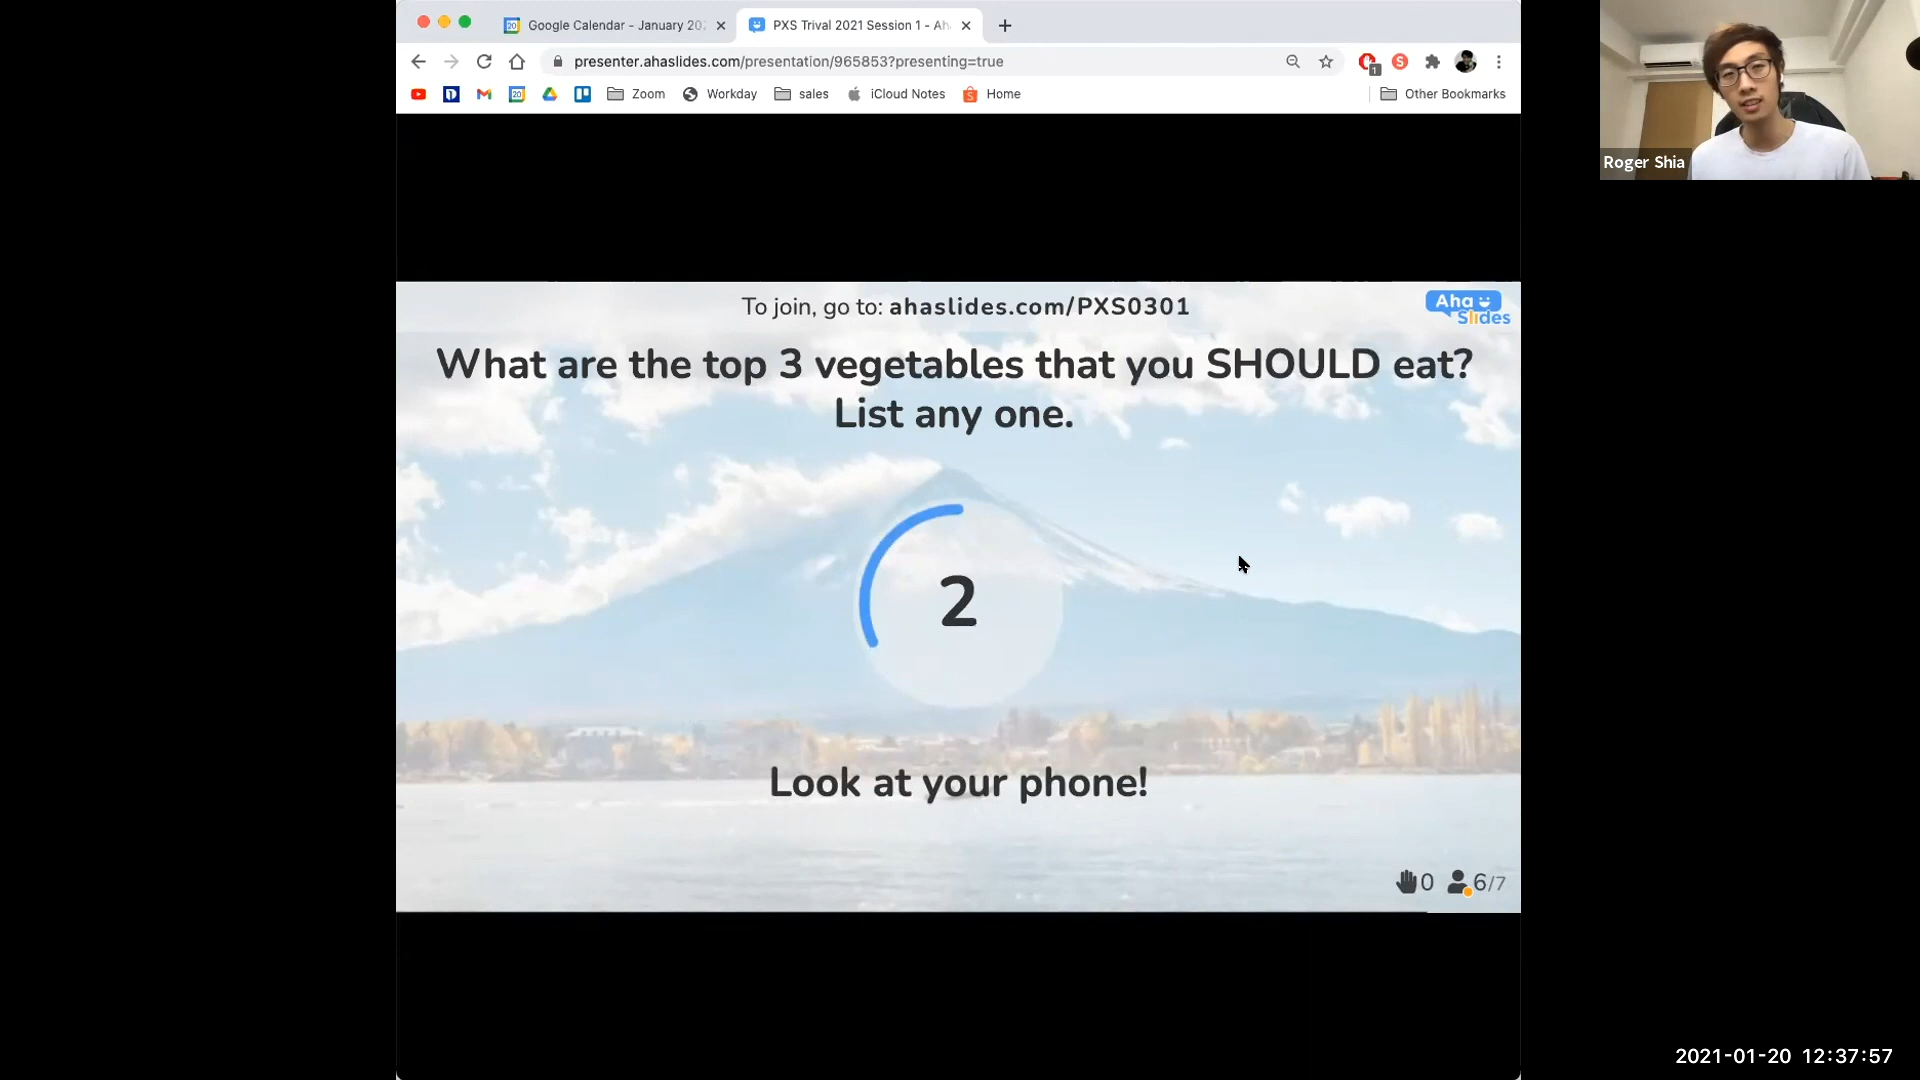 Google Calendar - January 20
PXS Trival 2021 Session 1 - Ah
presenter.ahaslides.com/presentation/965853?presenting=true
1
S
20
Zoom
Workday
sales
iCloud Notes
Home
Other Bookmarks
Roger Shia
To join, go to: ahaslides.com/PXS0301
Aha
Slides
What are the top 3 vegetables that you SHOULD eat?
List any one.
2
Look at your phone!
0
6/7
2021-01-20 12:37:57